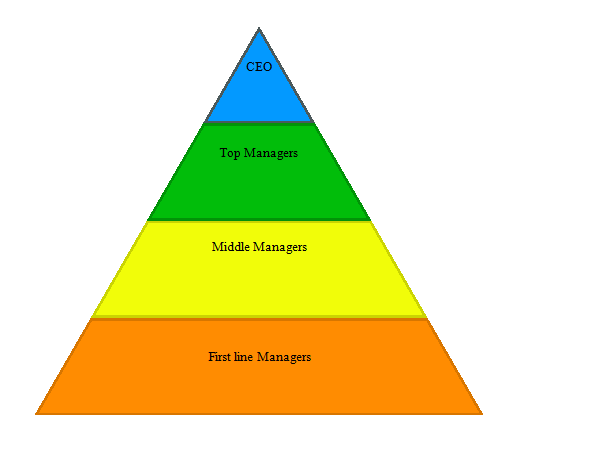 CEO
Top Managers
Middle Managers
First line Managers